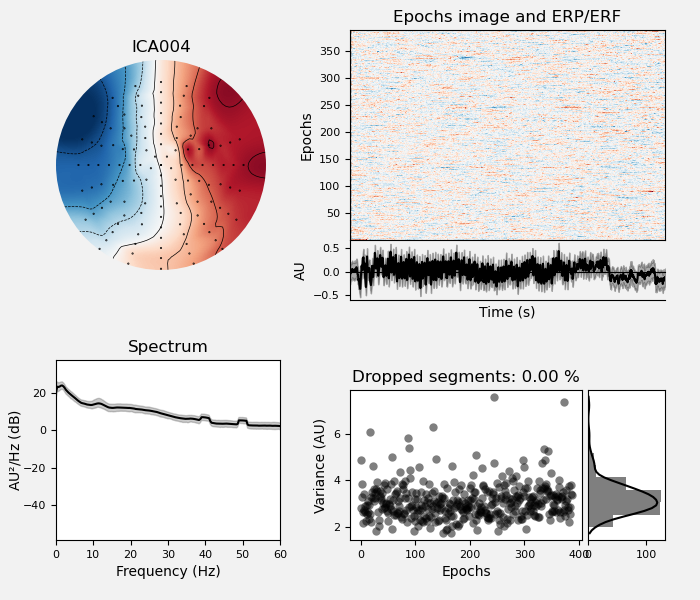 ICA004
Epochs image and ERP/ERF
Epochs
350
300
250
200
150
100
50
AU
0.5
0.0
−0.5
Time (s)
Spectrum
AU²/Hz (dB)
20
0
−20
−40
0 10 20 30 40 50 60
Frequency (Hz)
Dropped segments: 0.00 %
Variance (AU)
6
4
2
0 100 200 300 400
Epochs
0 100